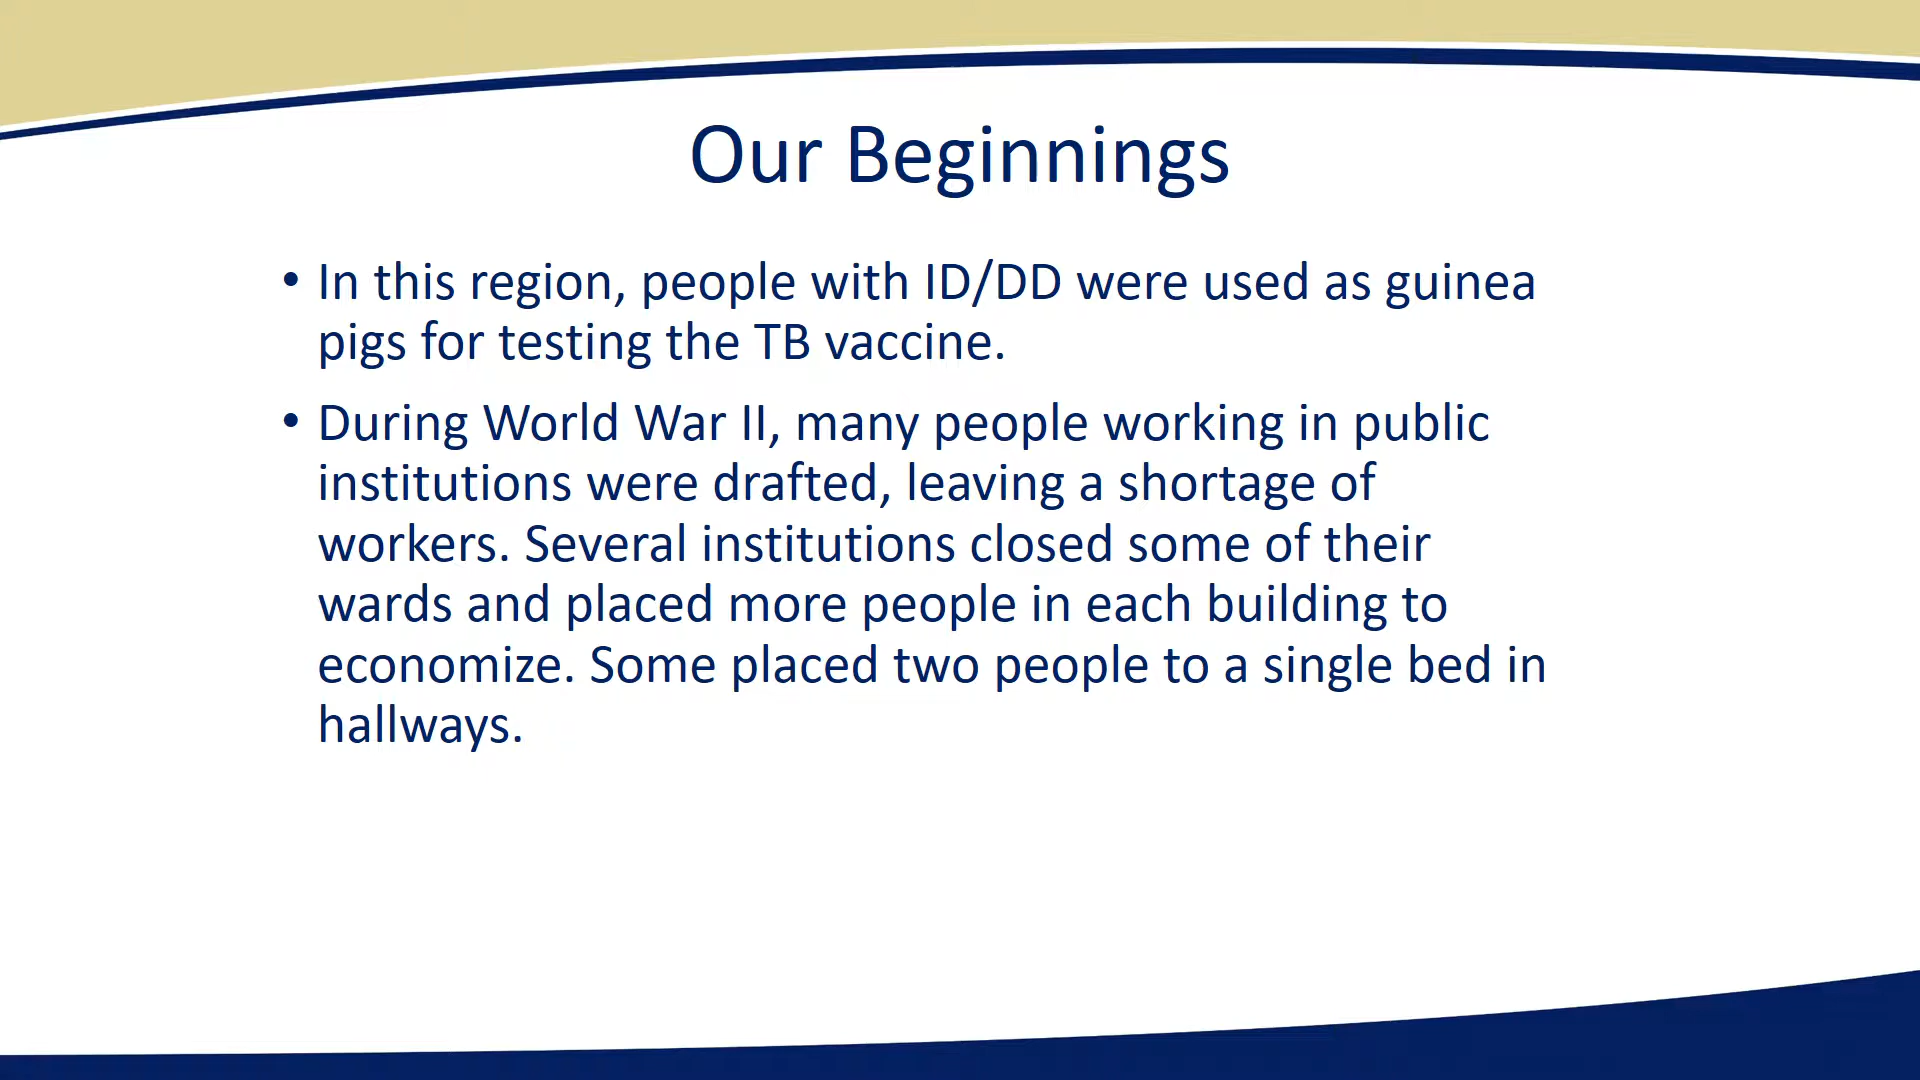 Our Beginnings
• In this region, people with ID/DD were used as guinea
pigs for testing the TB vaccine.
• During World War II, many people working in public
institutions were drafted, leaving a shortage of
workers. Several institutions closed some of their
wards and placed more people in each building to
economize. Some placed two people to a single bed in
hallways.